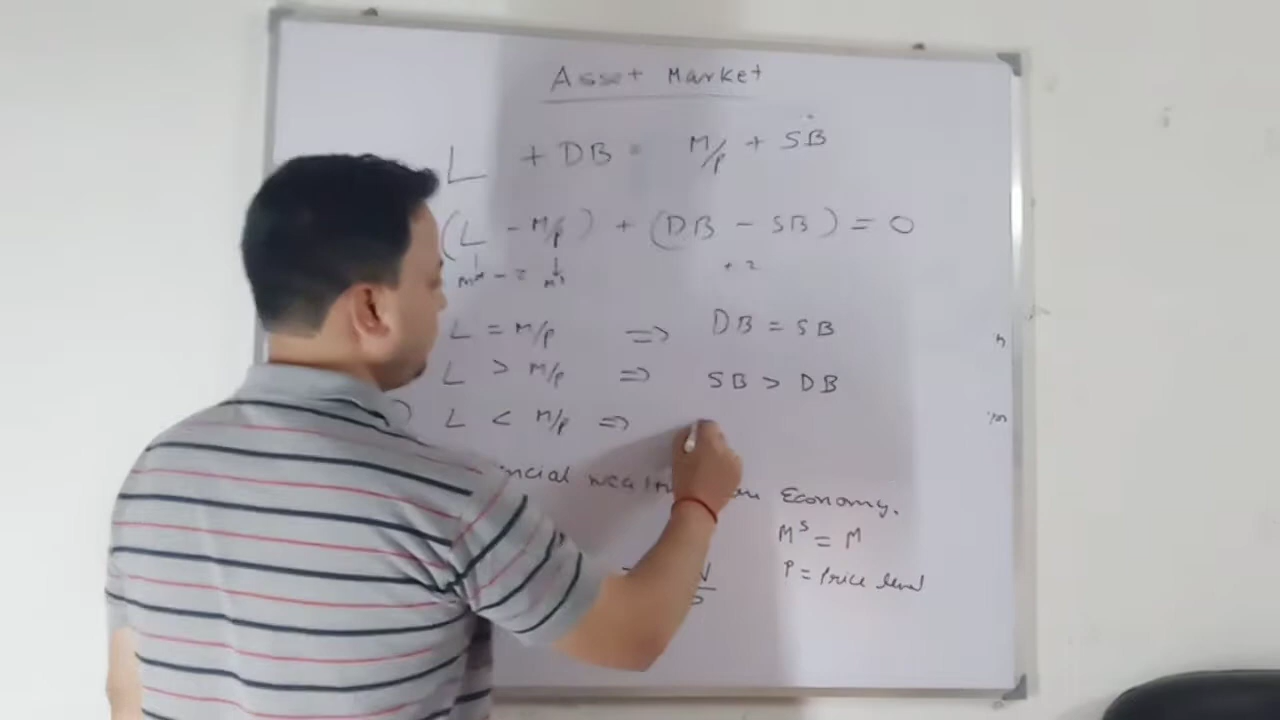 Asset Market
L + DB = M/P + SB
(L - M/P) + (DB - SB) = 0
L = M/P => DB = SB
L > M/P => SB > DB
L < M/P =>
Economy.
M^S = M
P = Price level